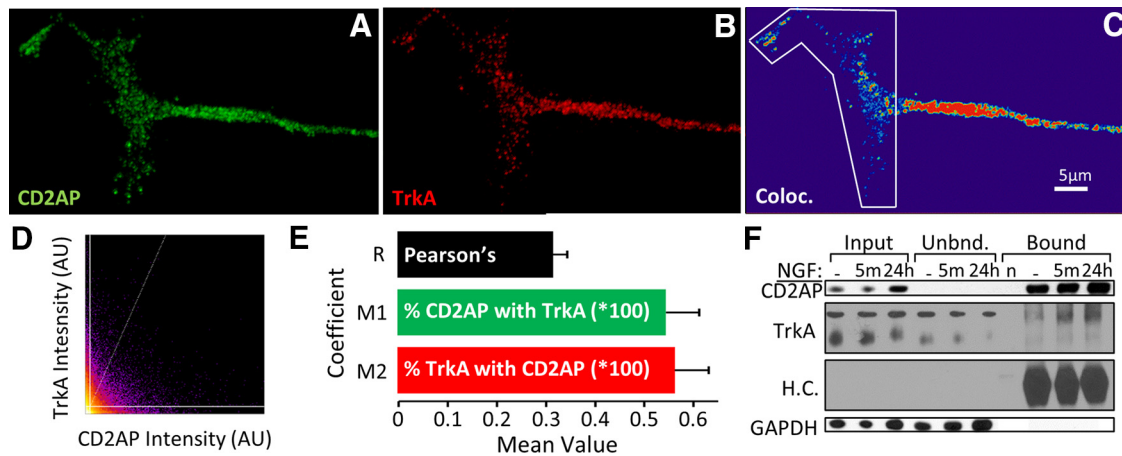 A
CD2AP
B
TrkA
C
Coloc.
5µm
D
TrkA Intesnsity (AU)
CD2AP Intensity (AU)
E
Coefficient
R
Pearson's
M1
% CD2AP with TrkA (*100)
M2
% TrkA with CD2AP (*100)
0 0.1 0.2 0.3 0.4 0.5 0.6
Mean Value
F
Input Unbnd. Bound
NGF: - 5m 24h - 5m 24h n - 5m 24h
CD2AP
TrkA
H.C.
GAPDH